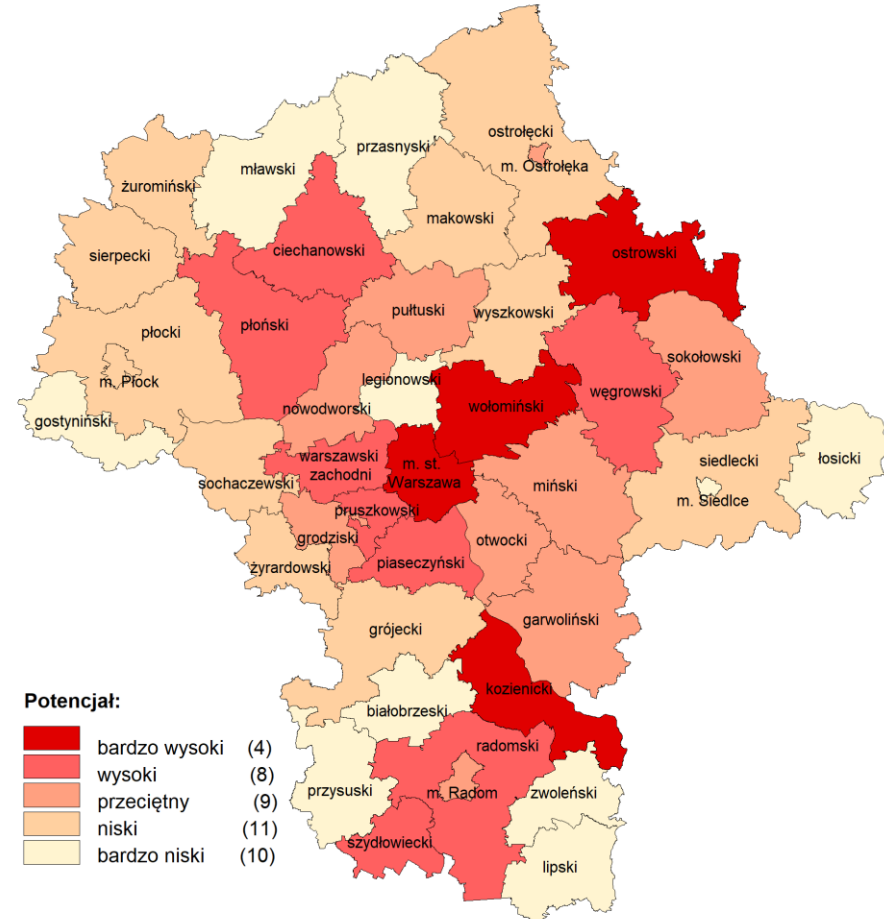 ostrołęcki
przasnyski
mławski
m. Ostrołęka
żuromiński
makowski
sierpecki
ciechanowski
ostrowski
pułtuski
wyszkowski
płocki
płoński
sokołowski
m. Płock
legionowski
węgrowski
nowodworski
wołomiński
gostyniński
warszawski
zachodni
m. st.
Warszawa
siedlecki
łosicki
sochaczewski
miński
m. Siedlce
pruszkowski
grodziski
otwocki
piaseczyński
żyrardowski
garwoliński
grójecki
kozienicki
białobrzeski
radomski
przysuski
m. Radom
zwoleński
szydłowiecki
lipski
Potencjał:
bardzo wysoki (4)
wysoki (8)
przeciętny (9)
niski (11)
bardzo niski (10)